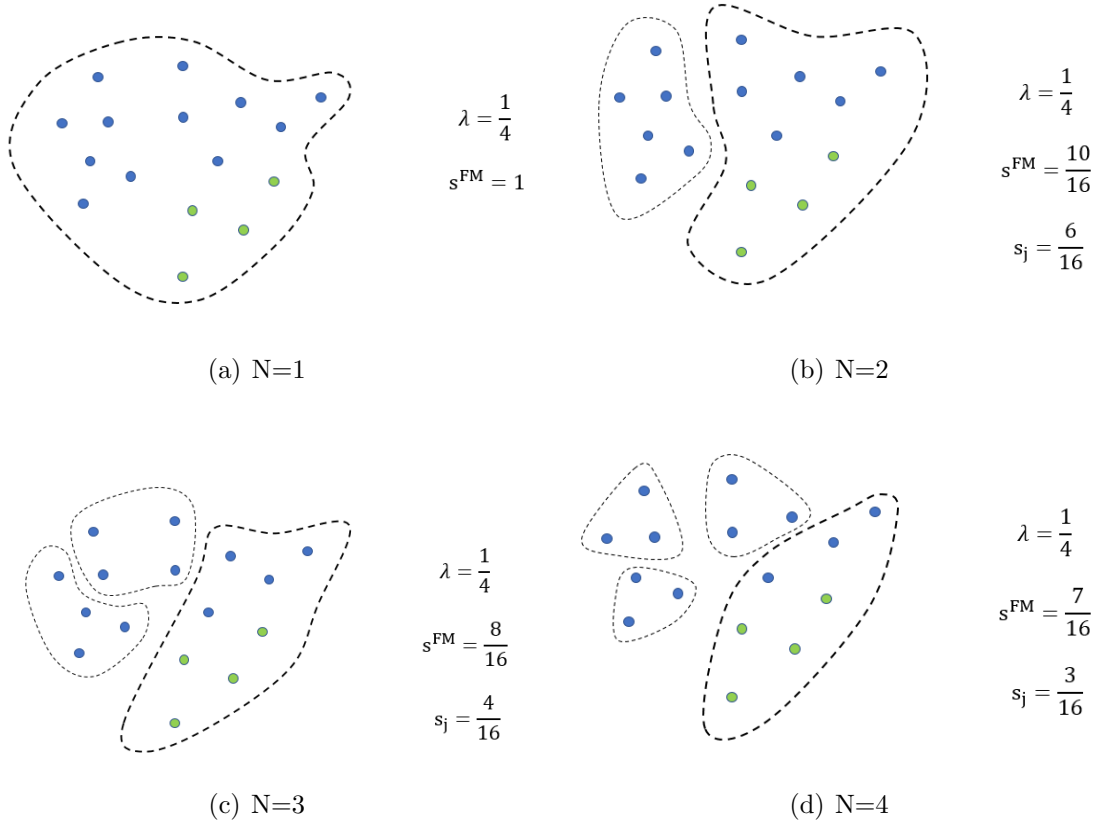 λ = 1/4
s^FM = 1
(a) N=1
λ = 1/4
s^FM = 10/16
s_j = 6/16
(b) N=2
λ = 1/4
s^FM = 8/16
s_j = 4/16
(c) N=3
λ = 1/4
s^FM = 7/16
s_j = 3/16
(d) N=4